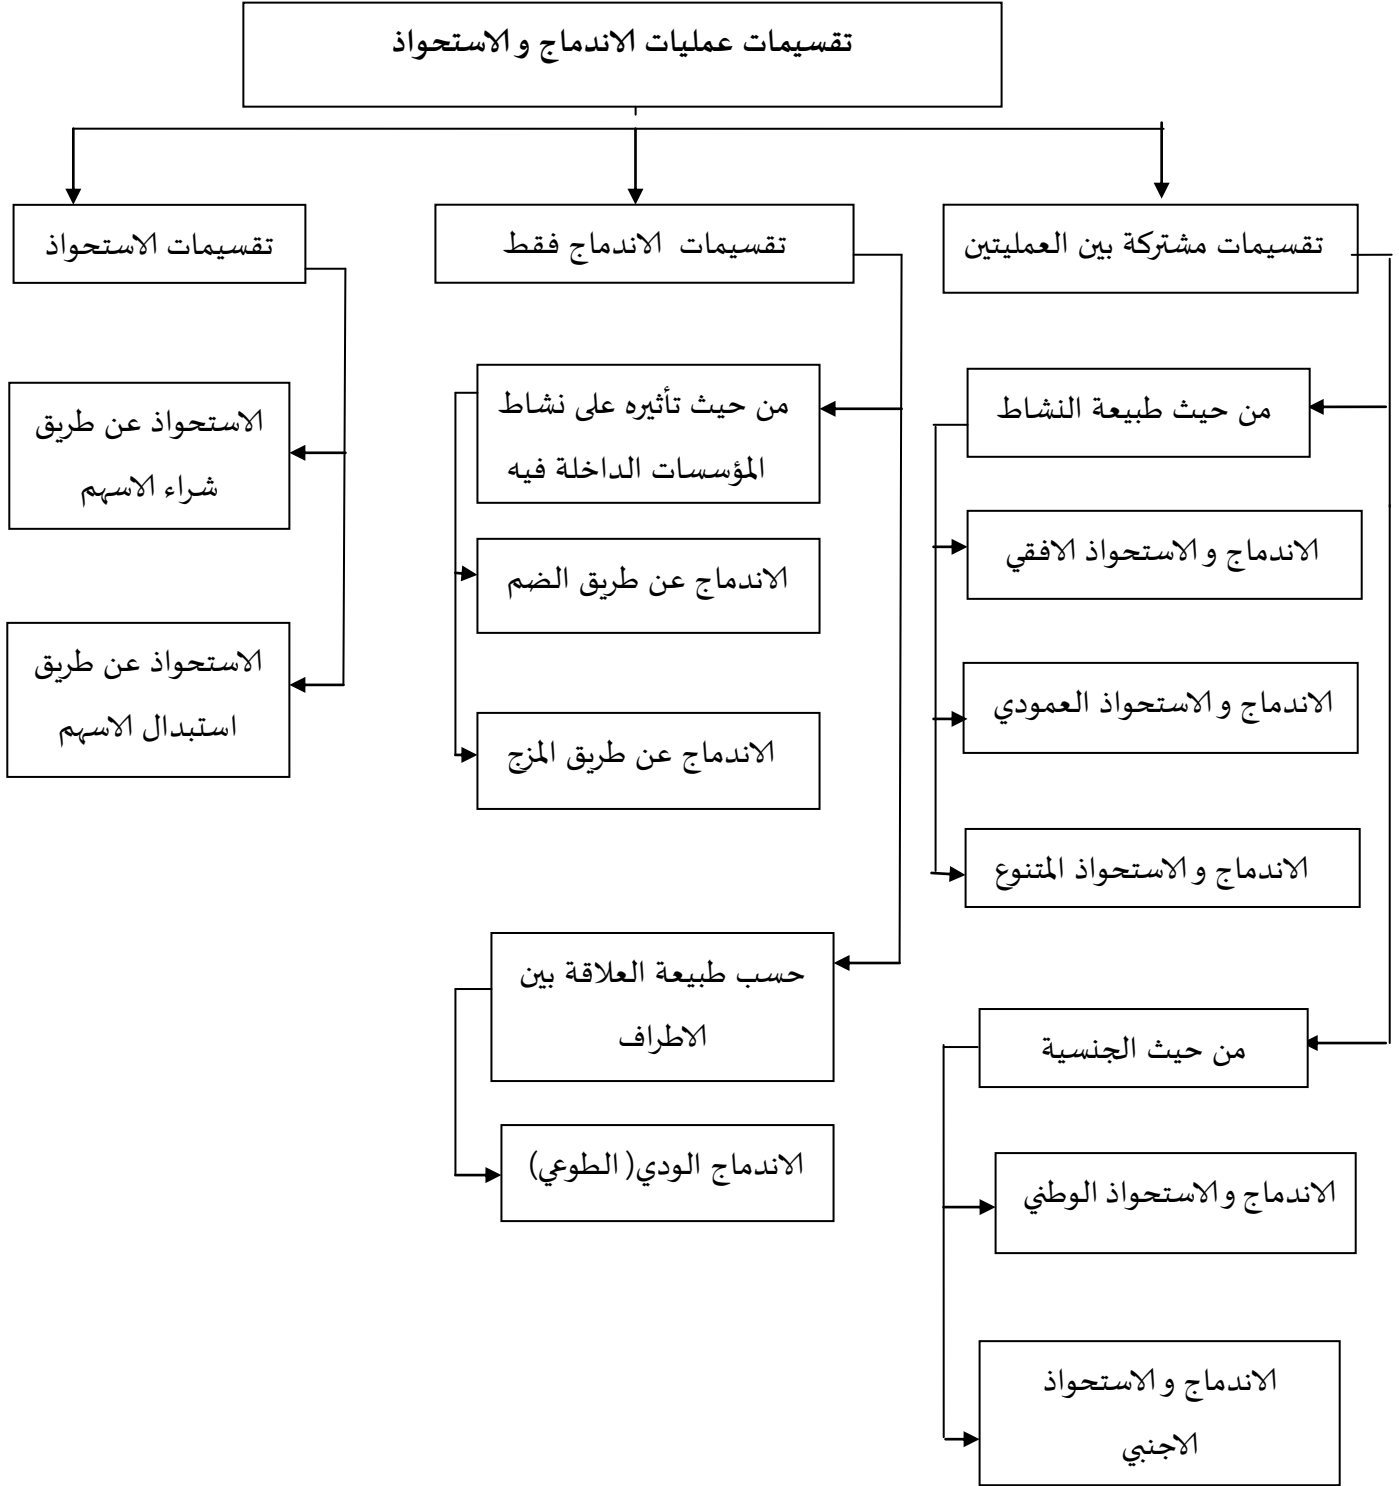 تقسيمات عمليات الاندماج و الاستحواذ
تقسيمات مشتركة بين العمليتين
تقسيمات الاندماج فقط
تقسيمات الاستحواذ
من حيث طبيعة النشاط
الاندماج و الاستحواذ الافقي
الاندماج و الاستحواذ العمودي
الاندماج و الاستحواذ المتنوع
من حيث الجنسية
الاندماج و الاستحواذ الوطني
الاندماج و الاستحواذ
الاجنبي
من حيث تأثيره على نشاط
المؤسسات الداخلة فيه
الاندماج عن طريق الضم
الاندماج عن طريق المزج
حسب طبيعة العلاقة بين
الاطراف
الاندماج الودي( الطوعي)
الاستحواذ عن طريق
شراء الاسهم
الاستحواذ عن طريق
استبدال الاسهم